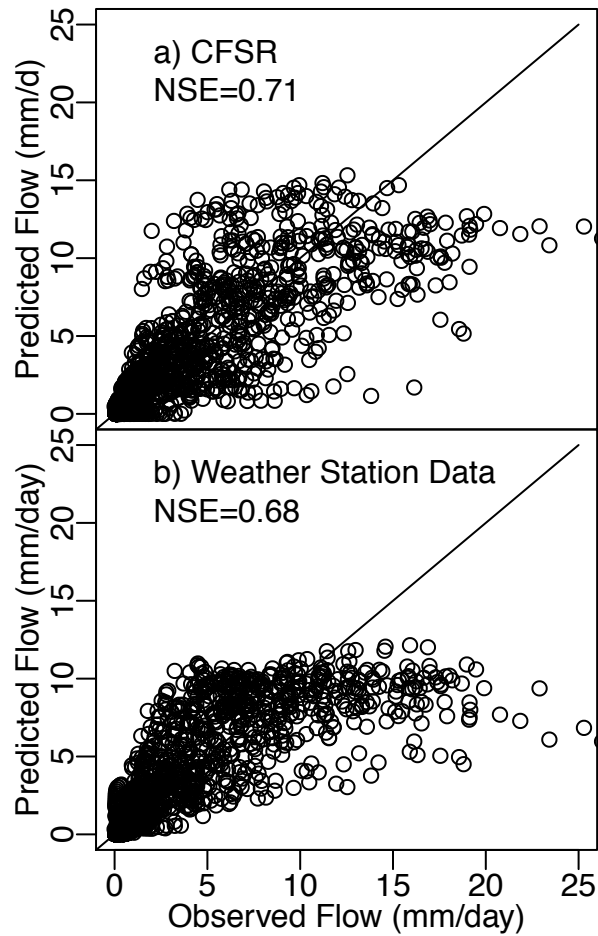 a) CFSR
NSE=0.71
Predicted Flow (mm/d)
25
20
15
10
5
0
b) Weather Station Data
NSE=0.68
Predicted Flow (mm/day)
25
20
15
10
5
0
0 5 10 15 20 25
Observed Flow (mm/day)